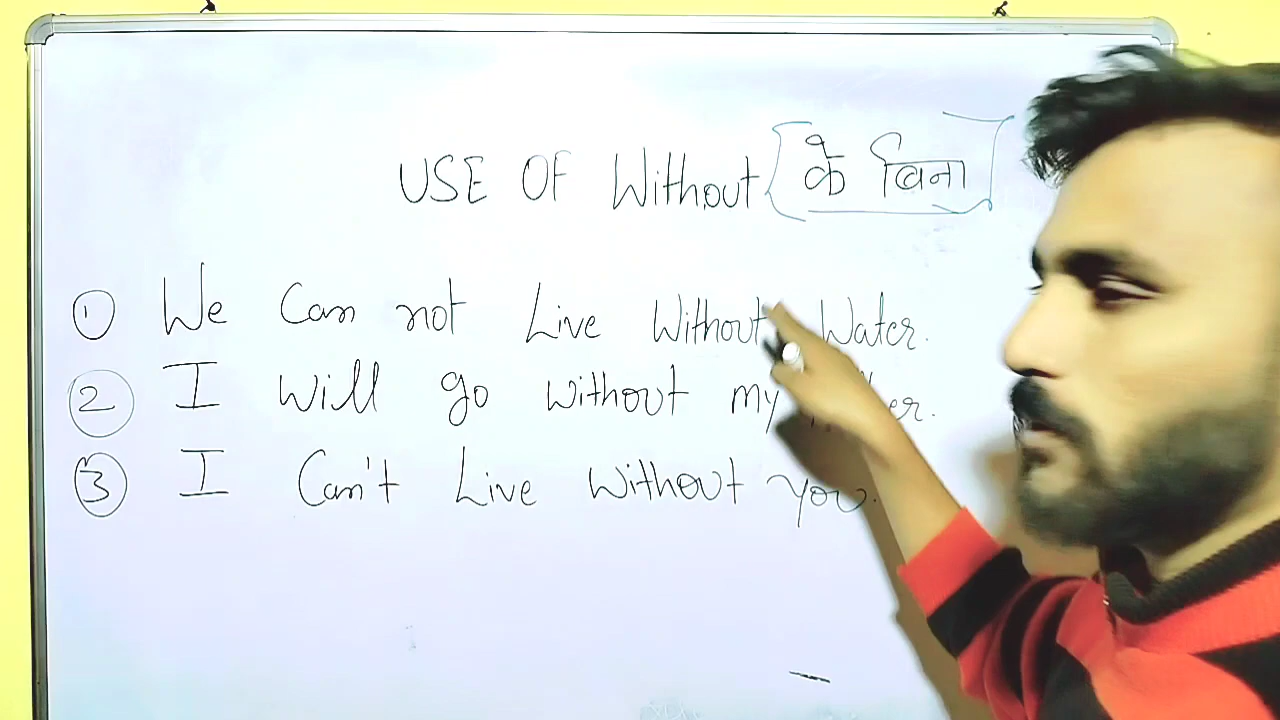 USE OF Without [के बिना]
① We Can not Live Without Water.
② I Will go Without my
③ I Can't Live Without You.